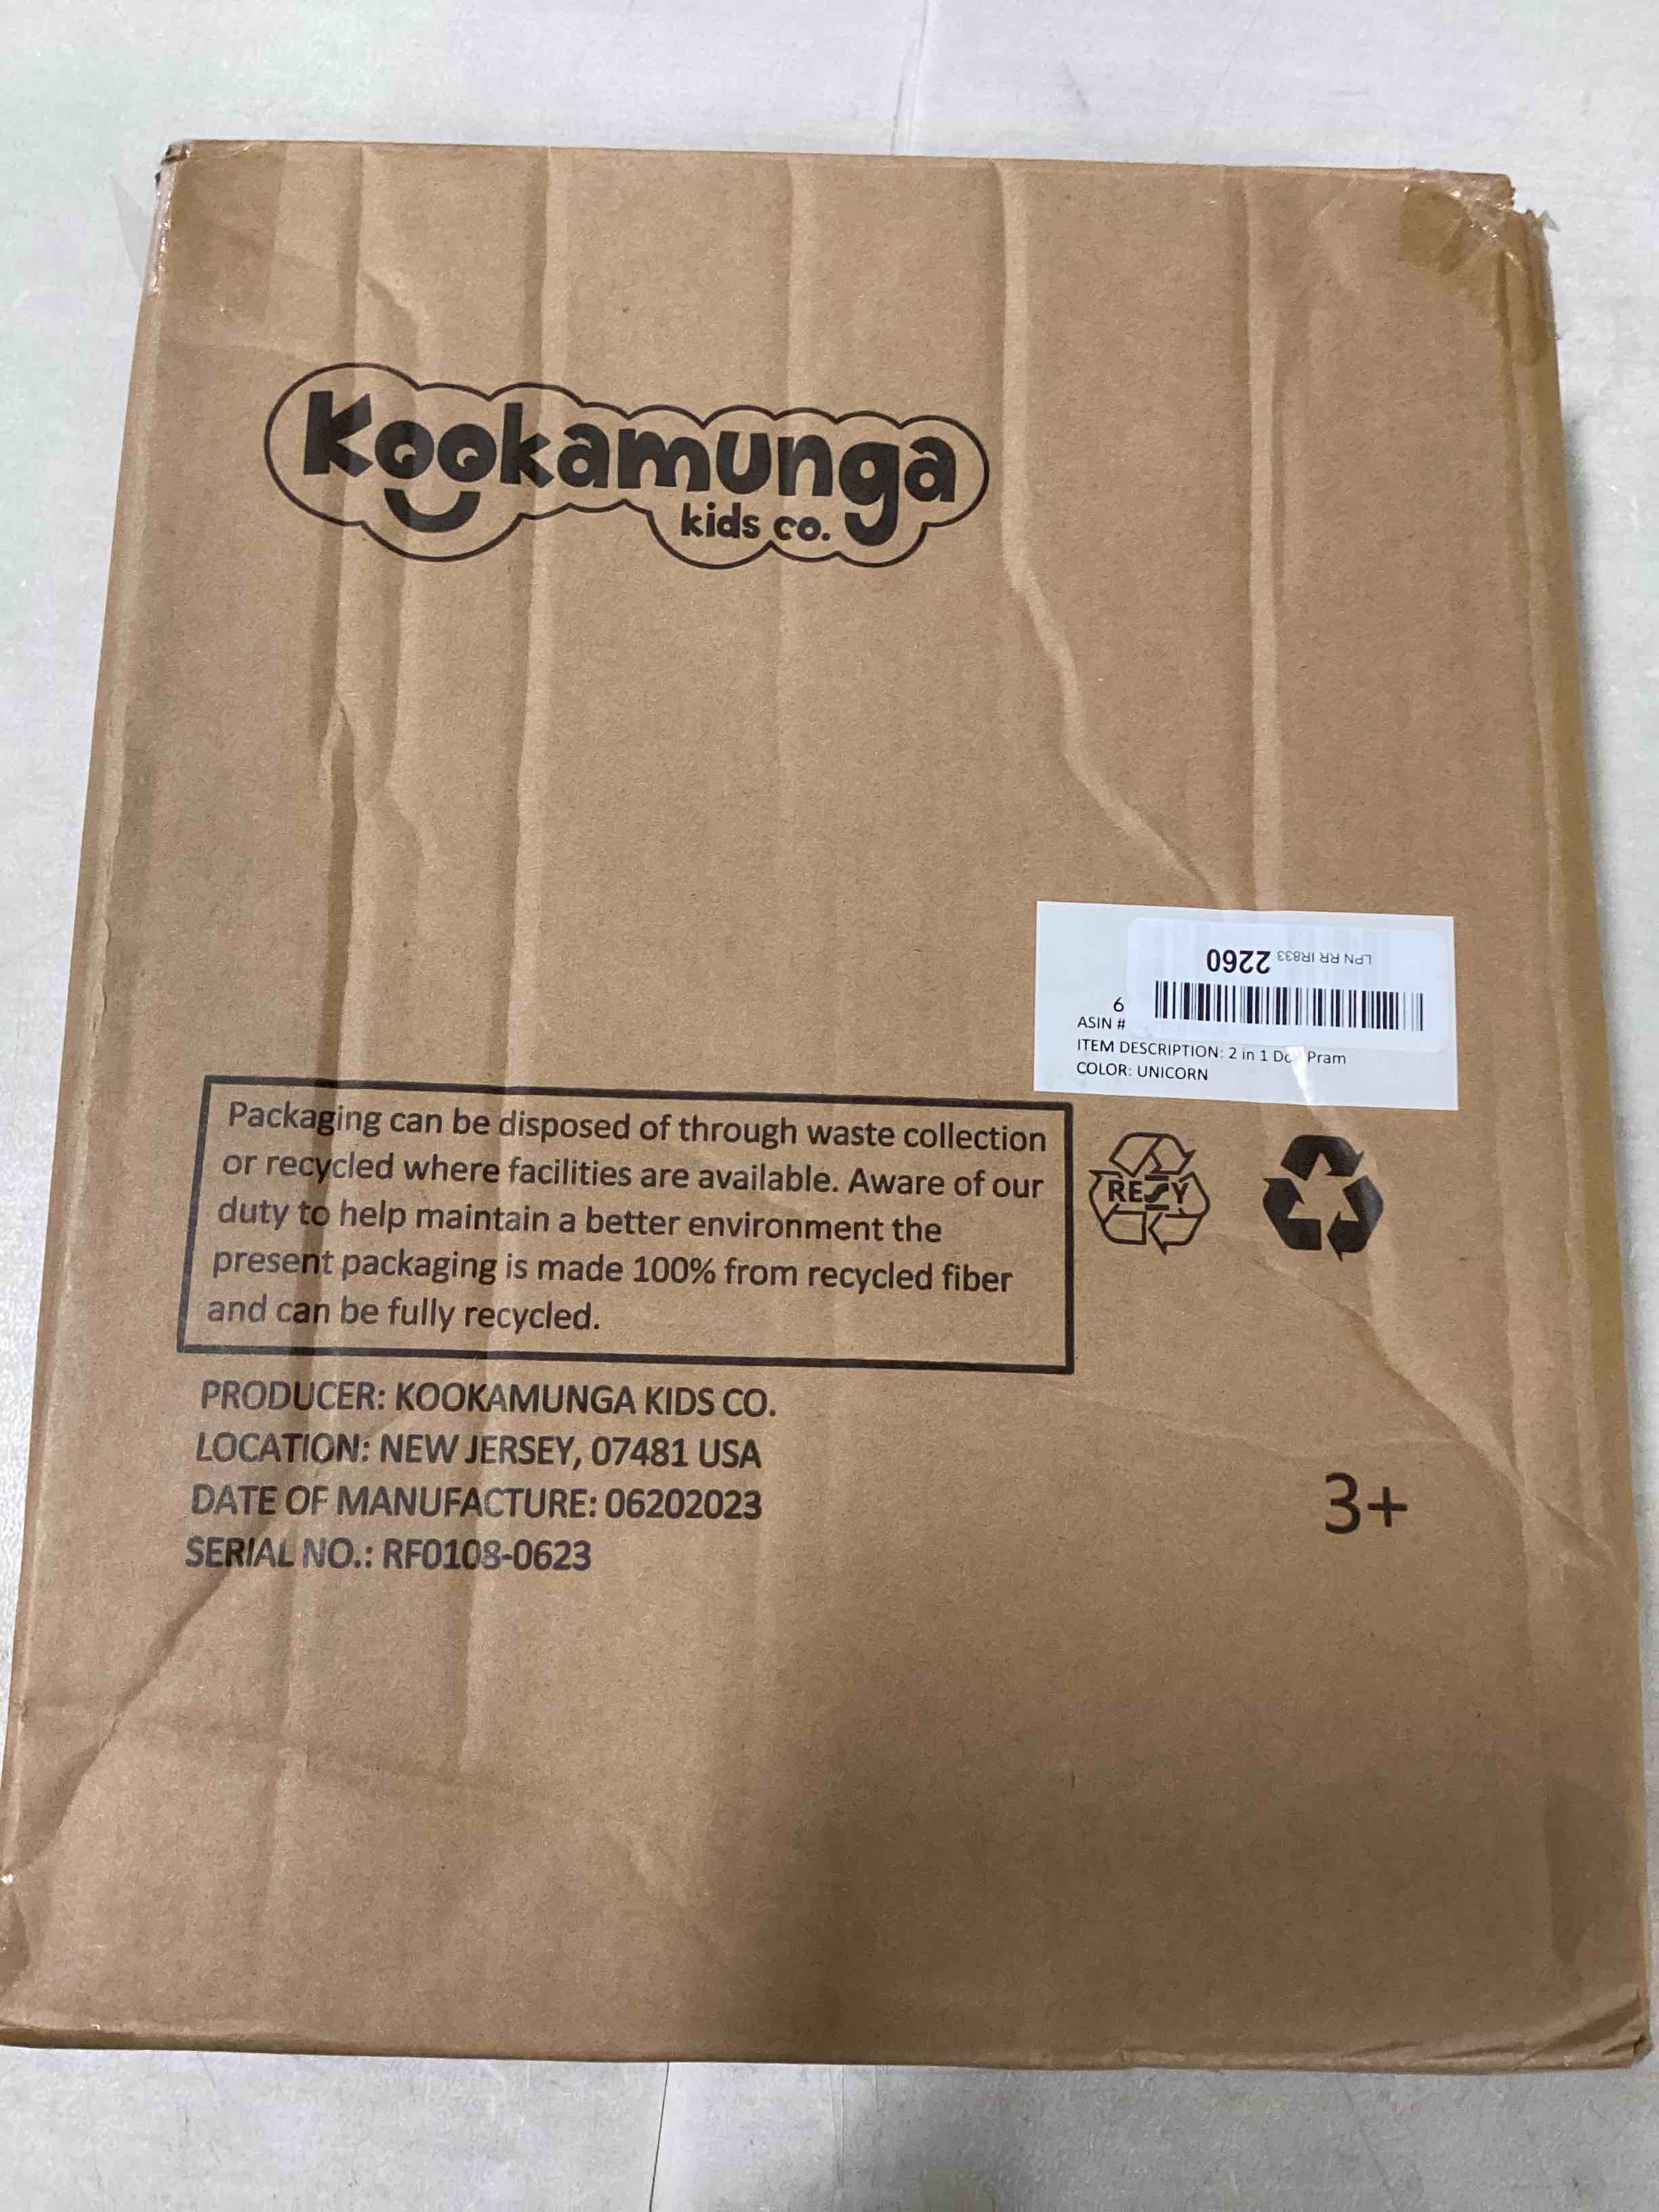 Kookamunga
kids co.
LPN RR IR833 2260
6
ASIN #
ITEM DESCRIPTION: 2 in 1 Pram
COLOR: UNICORN
Packaging can be disposed of through waste collection
or recycled where facilities are available. Aware of our
duty to help maintain a better environment the
present packaging is made 100% from recycled fiber
and can be fully recycled.
RESY
PRODUCER: KOOKAMUNGA KIDS CO.
LOCATION: NEW JERSEY, 07481 USA
DATE OF MANUFACTURE: 06202023
SERIAL NO.: RF0108-0623
3+